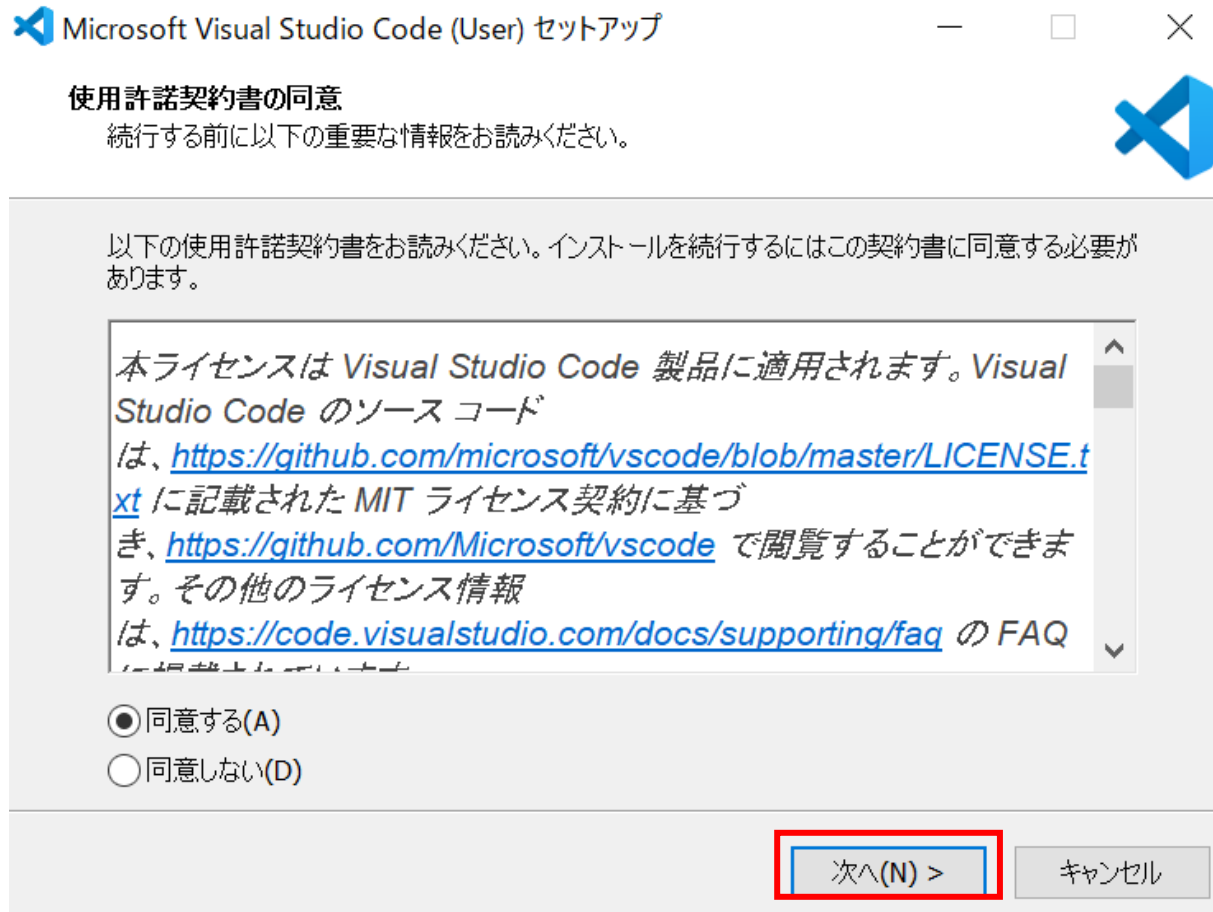 Microsoft Visual Studio Code (User) セットアップ
使用許諾契約書の同意
続行する前に以下の重要な情報をお読みください。
以下の使用許諾契約書をお読みください。インストールを続行するにはこの契約書に同意する必要が
あります。
本ライセンスは Visual Studio Code 製品に適用されます。Visual
Studio Code のソース コード
は、https://github.com/microsoft/vscode/blob/master/LICENSE.t
xt に記載された MIT ライセンス契約に基づ
き、https://github.com/Microsoft/vscode で閲覧することができま
す。その他のライセンス情報
は、https://code.visualstudio.com/docs/supporting/faq の FAQ
に掲載されています
同意する(A)
同意しない(D)
次へ(N) >
キャンセル